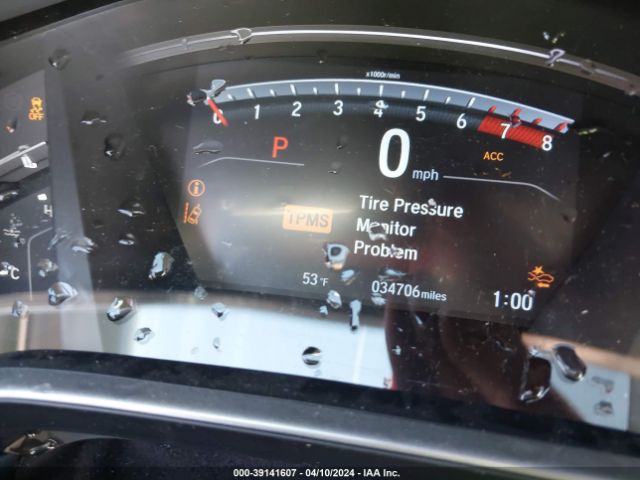 x1000r/min
0 1 2 3 4 5 6 7 8
OFF
P
0 mph
ACC
TPMS
Tire Pressure
Monitor
Problem
H
°C
53°F
034706 miles
1:00
000-39141607 - 04/10/2024 - IAA Inc.